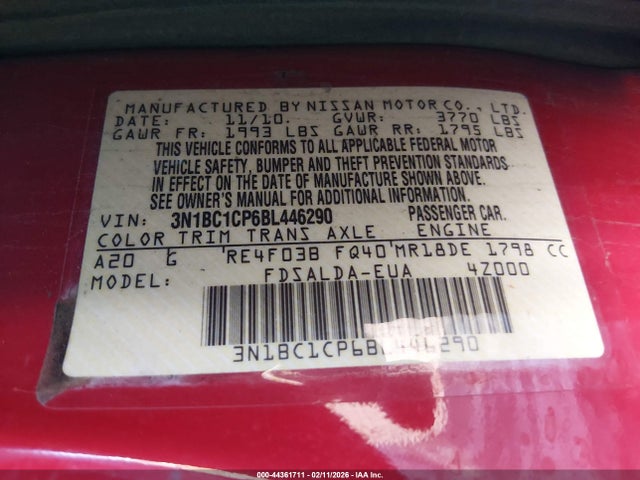 MANUFACTURED BY NISSAN MOTOR CO., LTD.
DATE: 11/10. GVWR: 3770 LBS
GAWR FR: 1993 LBS GAWR RR: 1795 LBS
THIS VEHICLE CONFORMS TO ALL APPLICABLE FEDERAL MOTOR
VEHICLE SAFETY, BUMPER AND THEFT PREVENTION STANDARDS
IN EFFECT ON THE DATE OF MANUFACTURE SHOWN ABOVE.
SEE OWNER'S MANUAL FOR ADDITIONAL INFORMATION.
VIN: 3N1BC1CP6BL446290 PASSENGER CAR.
COLOR TRIM TRANS AXLE ENGINE
A20 G RE4F03B FQ40 MR18DE 1798 CC
MODEL: FDSALDA-EUA 4Z000
3N1BC1CP6BL446290
000-44361711 - 02/11/2026 - IAA Inc.